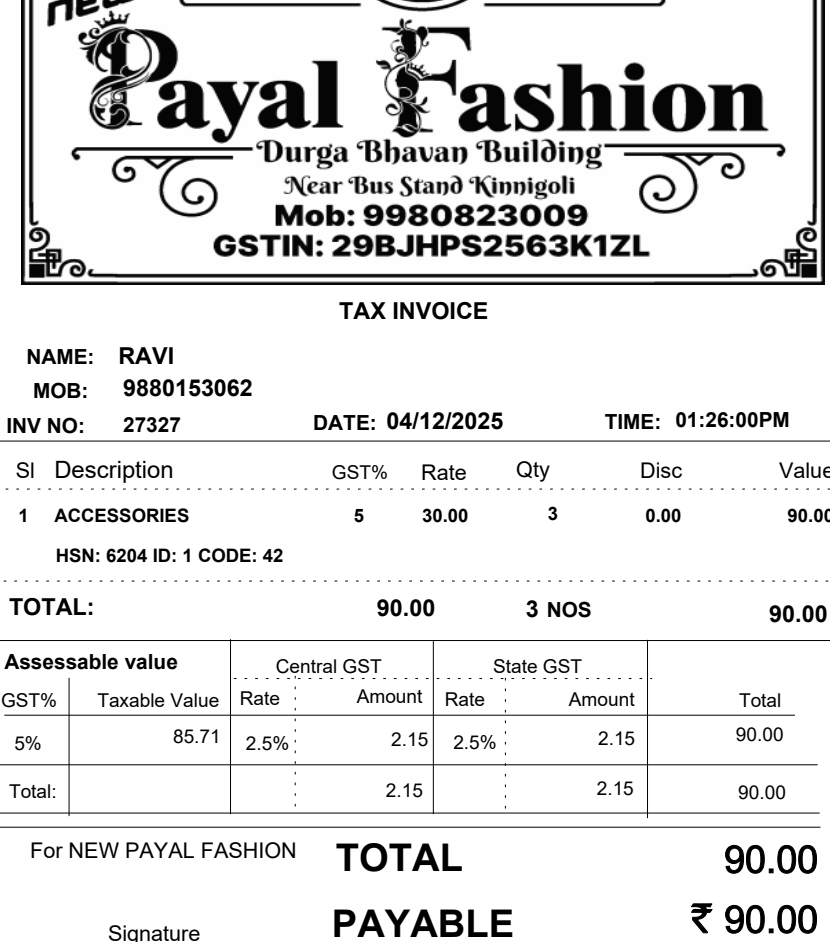 new
Payal Fashion
Durga Bhavan Building
Near Bus Stand Kinnigoli
Mob: 9980823009
GSTIN: 29BJHPS2563K1ZL
TAX INVOICE
NAME: RAVI
MOB: 9880153062
INV NO: 27327 DATE: 04/12/2025 TIME: 01:26:00PM
Sl Description GST% Rate Qty Disc Value
1 ACCESSORIES 5 30.00 3 0.00 90.00
HSN: 6204 ID: 1 CODE: 42
TOTAL: 90.00 3 NOS 90.00
Assessable value Central GST State GST
GST% Taxable Value Rate Amount Rate Amount Total
5% 85.71 2.5% 2.15 2.5% 2.15 90.00
Total: 2.15 2.15 90.00
For NEW PAYAL FASHION TOTAL 90.00
Signature PAYABLE ₹ 90.00